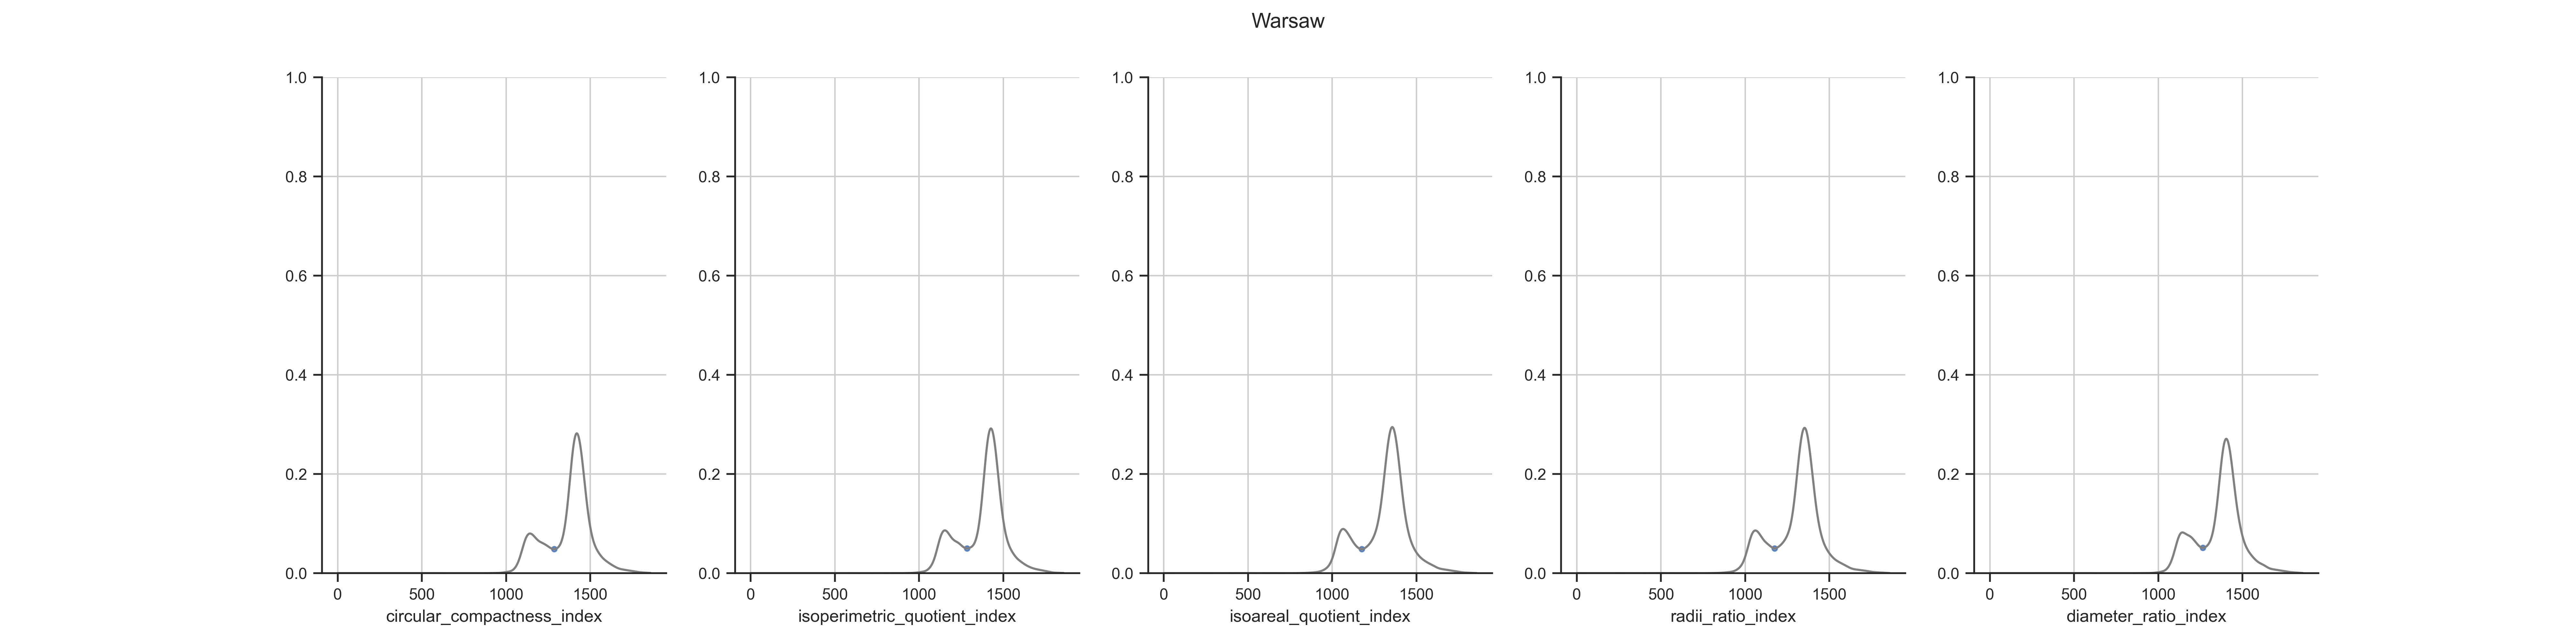 Warsaw
1.0 1.0 1.0 1.0 1.0
0.8 0.8 0.8 0.8 0.8
0.6 0.6 0.6 0.6 0.6
0.4 0.4 0.4 0.4 0.4
0.2 0.2 0.2 0.2 0.2
0.0 0.0 0.0 0.0 0.0
0 500 1000 1500 0 500 1000 1500 0 500 1000 1500 0 500 1000 1500 0 500 1000 1500
circular_compactness_index isoperimetric_quotient_index isoareal_quotient_index radii_ratio_index diameter_ratio_index